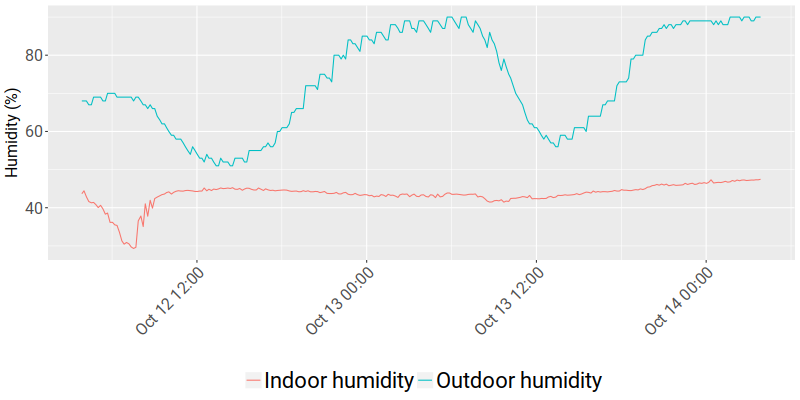 Humidity (%)
80
60
40
Oct 12 12:00
Oct 13 00:00
Oct 13 12:00
Oct 14 00:00
Indoor humidity
Outdoor humidity